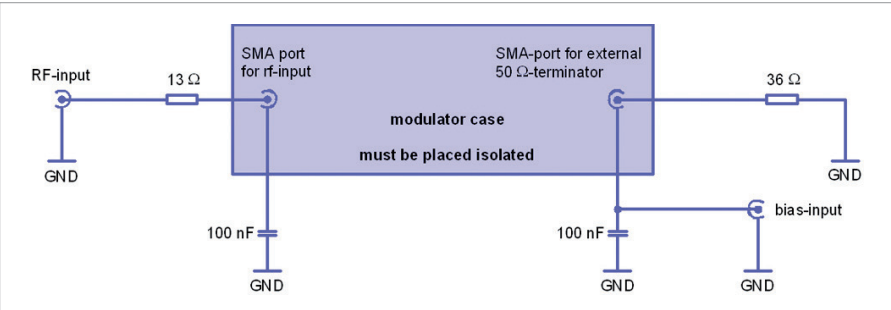 SMA port
for rf-input
SMA-port for external
50 Ω-terminator
RF-input
13 Ω
36 Ω
modulator case
must be placed isolated
GND
GND
bias-input
100 nF
100 nF
GND
GND
GND